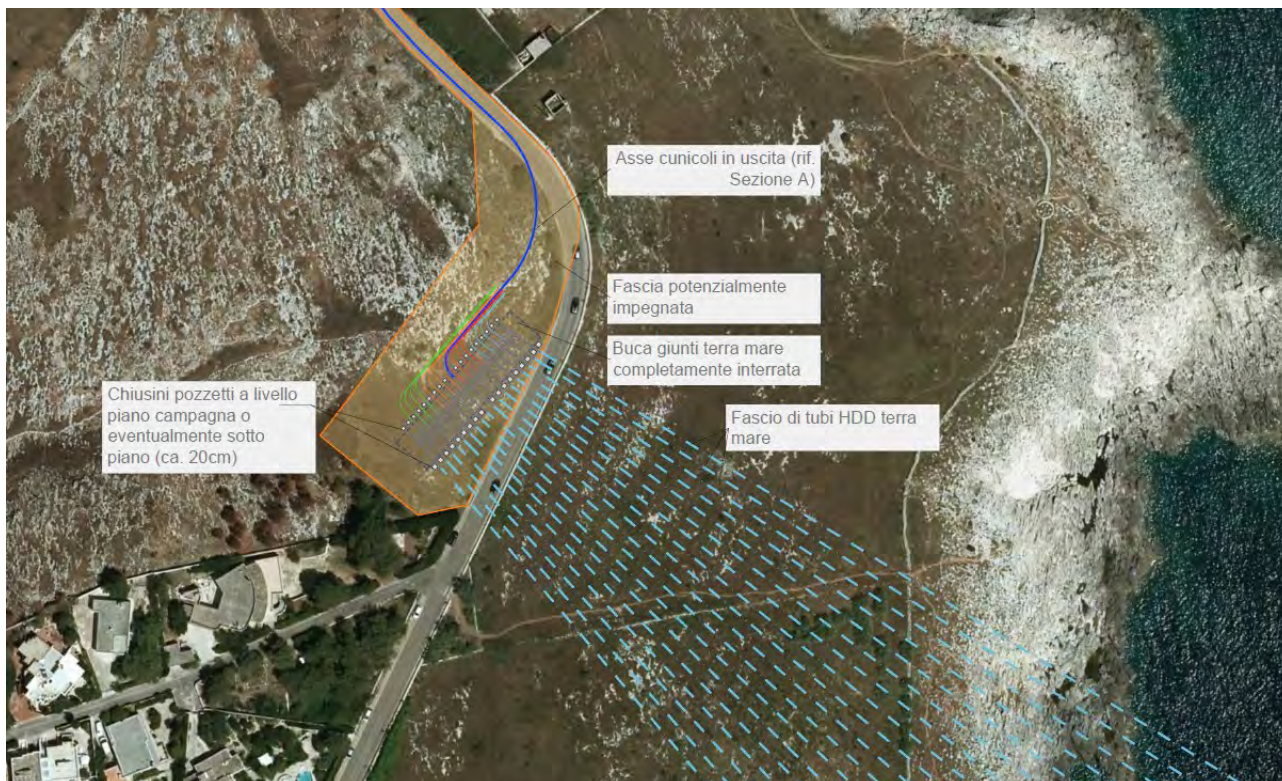 Asse cunicoli in uscita (rif.
Sezione A)
Fascia potenzialmente
impegnata
Buca giunti terra mare
completamente interrata
Chiusini pozzetti a livello
piano campagna o
eventualmente sotto
piano (ca. 20cm)
Fascio di tubi HDD terra
mare